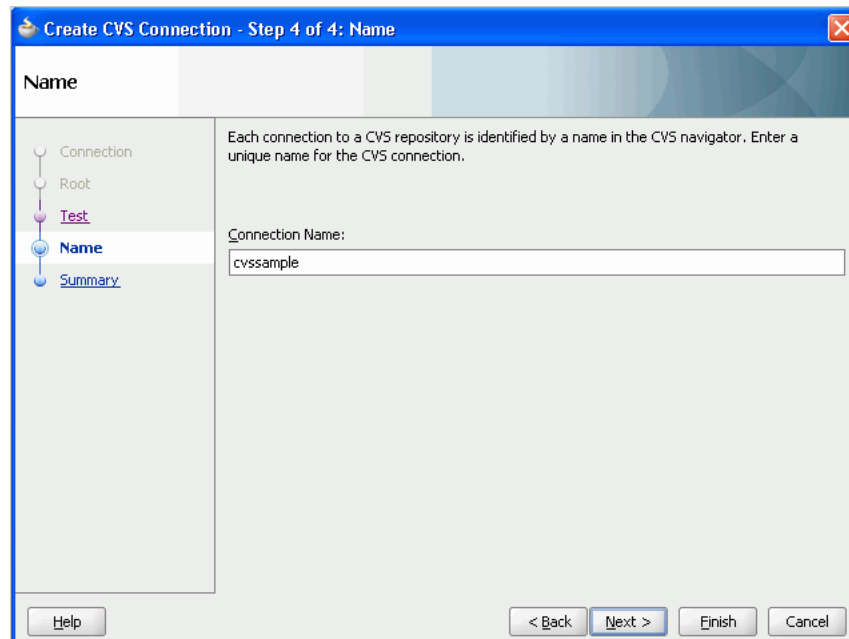 Create CVS Connection - Step 4 of 4: Name
Name
Connection
Root
Test
Name
Summary
Each connection to a CVS repository is identified by a name in the CVS navigator. Enter a
unique name for the CVS connection.
Connection Name:
cvssample
Help
< Back
Next >
Finish
Cancel